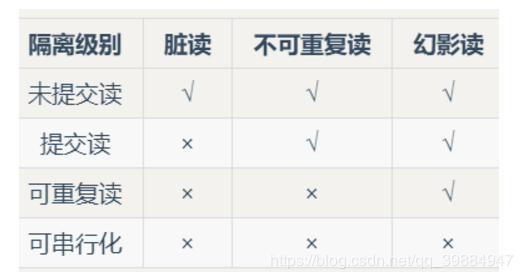 隔离级别 脏读 不可重复读 幻影读
未提交读 √ √ √
提交读 × √ √
可重复读 × × √
可串行化 × × ×
https://blog.csdn.net/qq_39884947